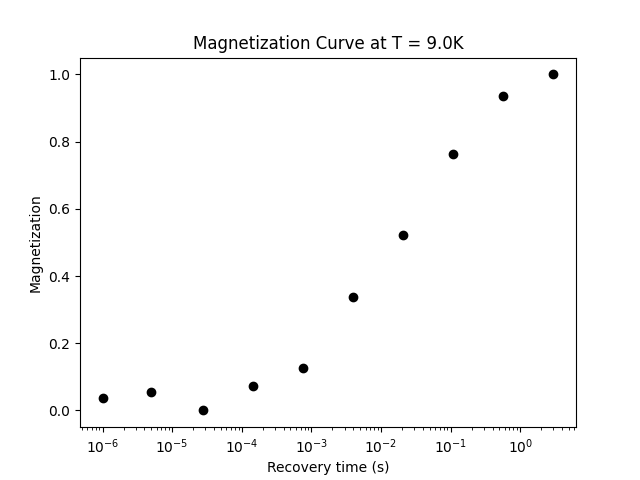 Magnetization Curve at T = 9.0K
1.0
0.8
0.6
0.4
0.2
0.0
Magnetization
10⁻⁶ 10⁻⁵ 10⁻⁴ 10⁻³ 10⁻² 10⁻¹ 10⁰
Recovery time (s)